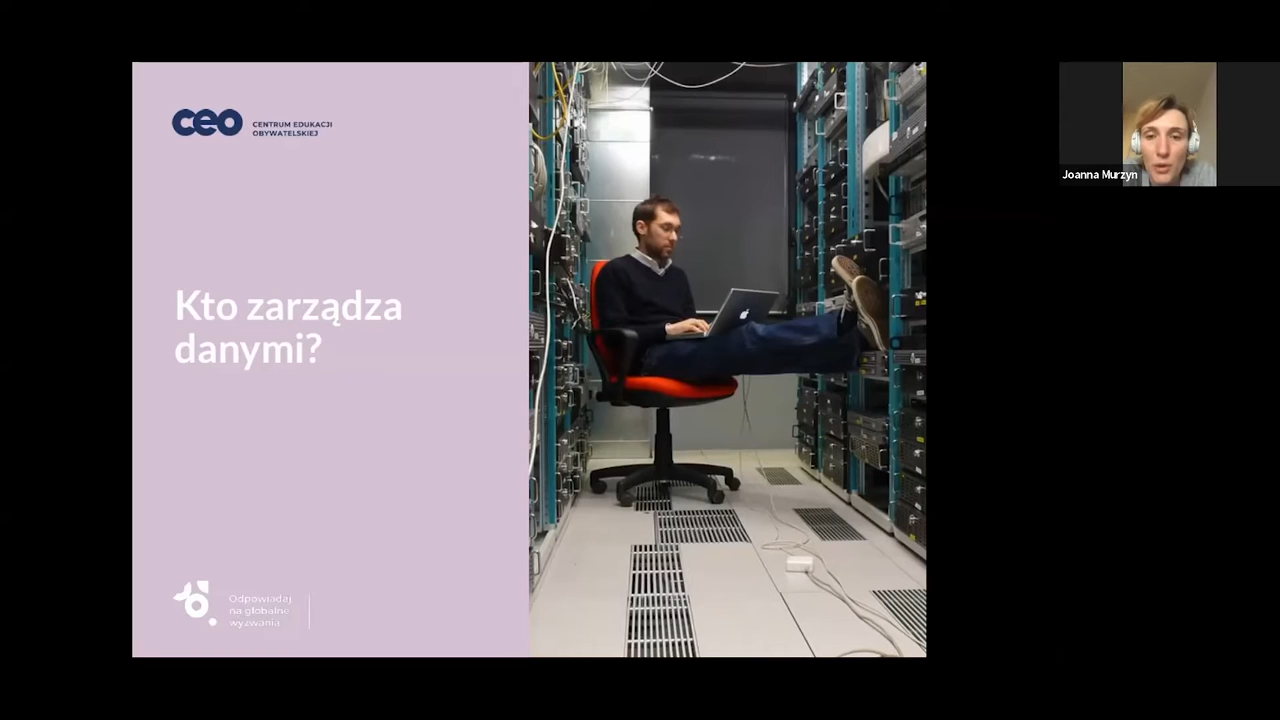 ceo
CENTRUM EDUKACJI
OBYWATELSKIEJ
Kto zarządza
danymi?
Odpowiadaj
na globalne
wyzwania
Joanna Murzyn